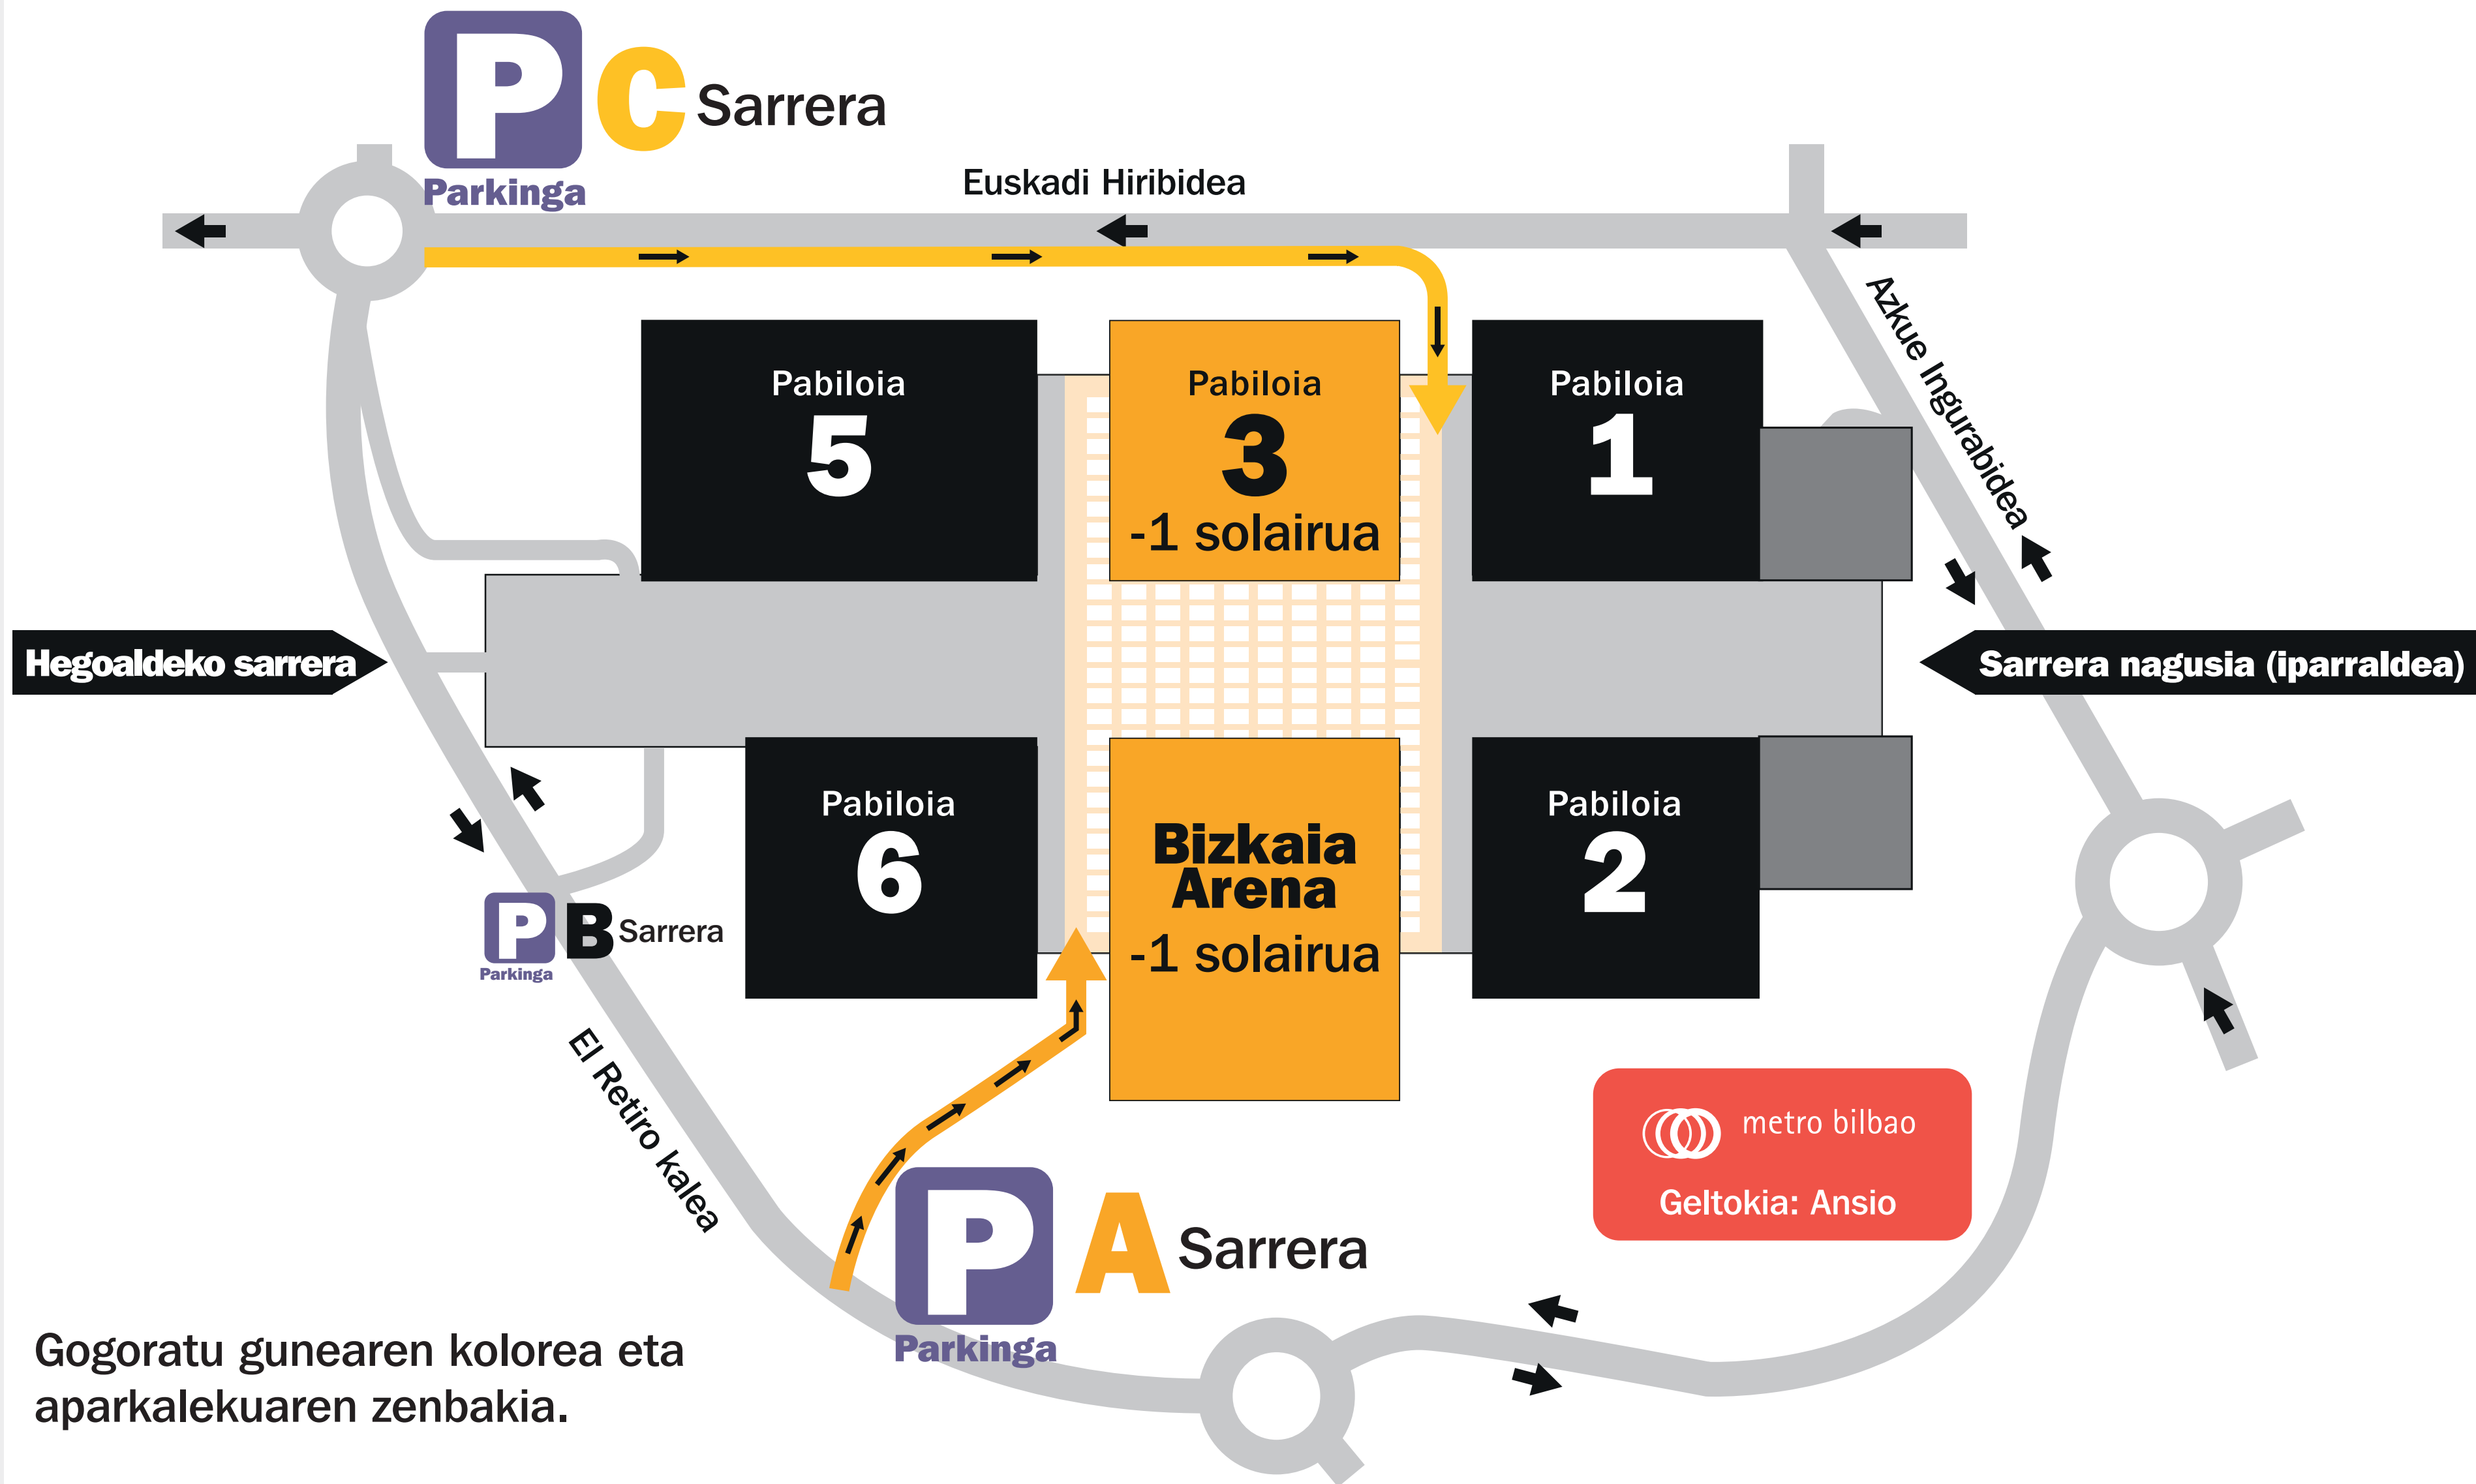 P C Sarrera
Parkinga
Euskadi Hiribidea
Azkue Ingurabidea
Pabiloia
5
Pabiloia
3
-1 solairua
Pabiloia
1
Hegoaldeko sarrera
Sarrera nagusia (iparraldea)
Pabiloia
6
Bizkaia
Arena
-1 solairua
Pabiloia
2
P B Sarrera
Parkinga
El Retiro kalea
metro bilbao
Geltokia: Ansio
P A Sarrera
Parkinga
Gogoratu gunearen kolorea eta
aparkalekuaren zenbakia.